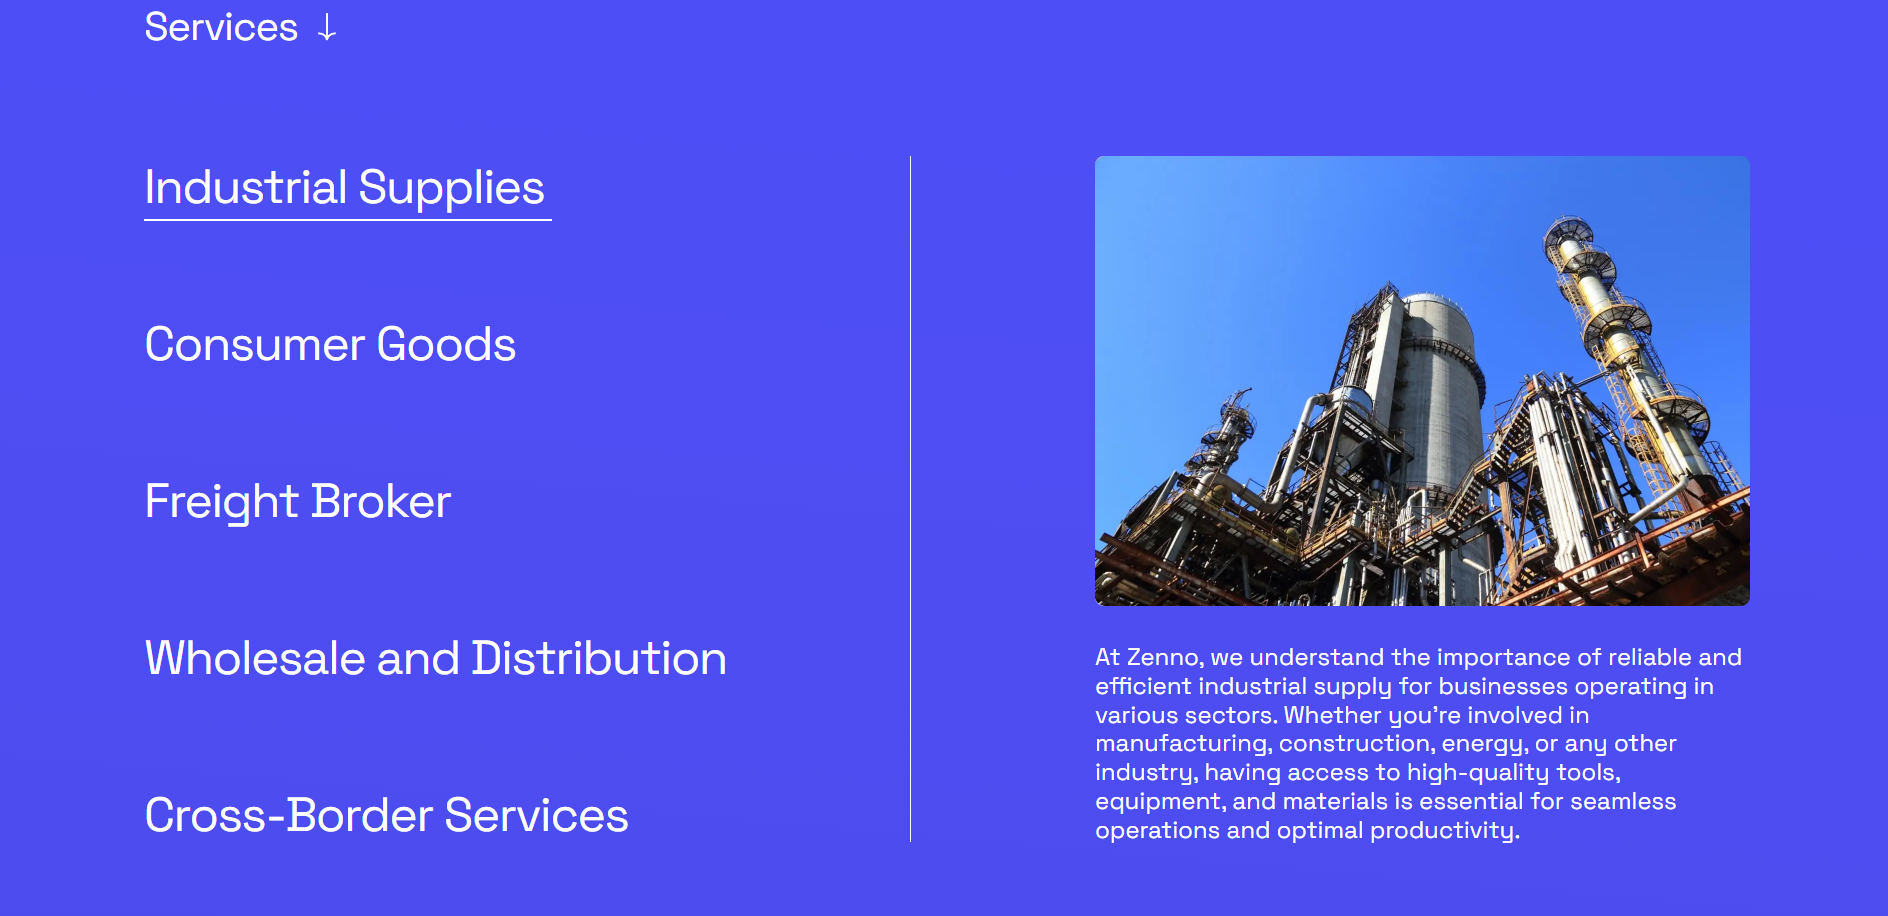 Services ↓
Industrial Supplies
Consumer Goods
Freight Broker
Wholesale and Distribution
Cross-Border Services
At Zenno, we understand the importance of reliable and
efficient industrial supply for businesses operating in
various sectors. Whether you’re involved in
manufacturing, construction, energy, or any other
industry, having access to high-quality tools,
equipment, and materials is essential for seamless
operations and optimal productivity.